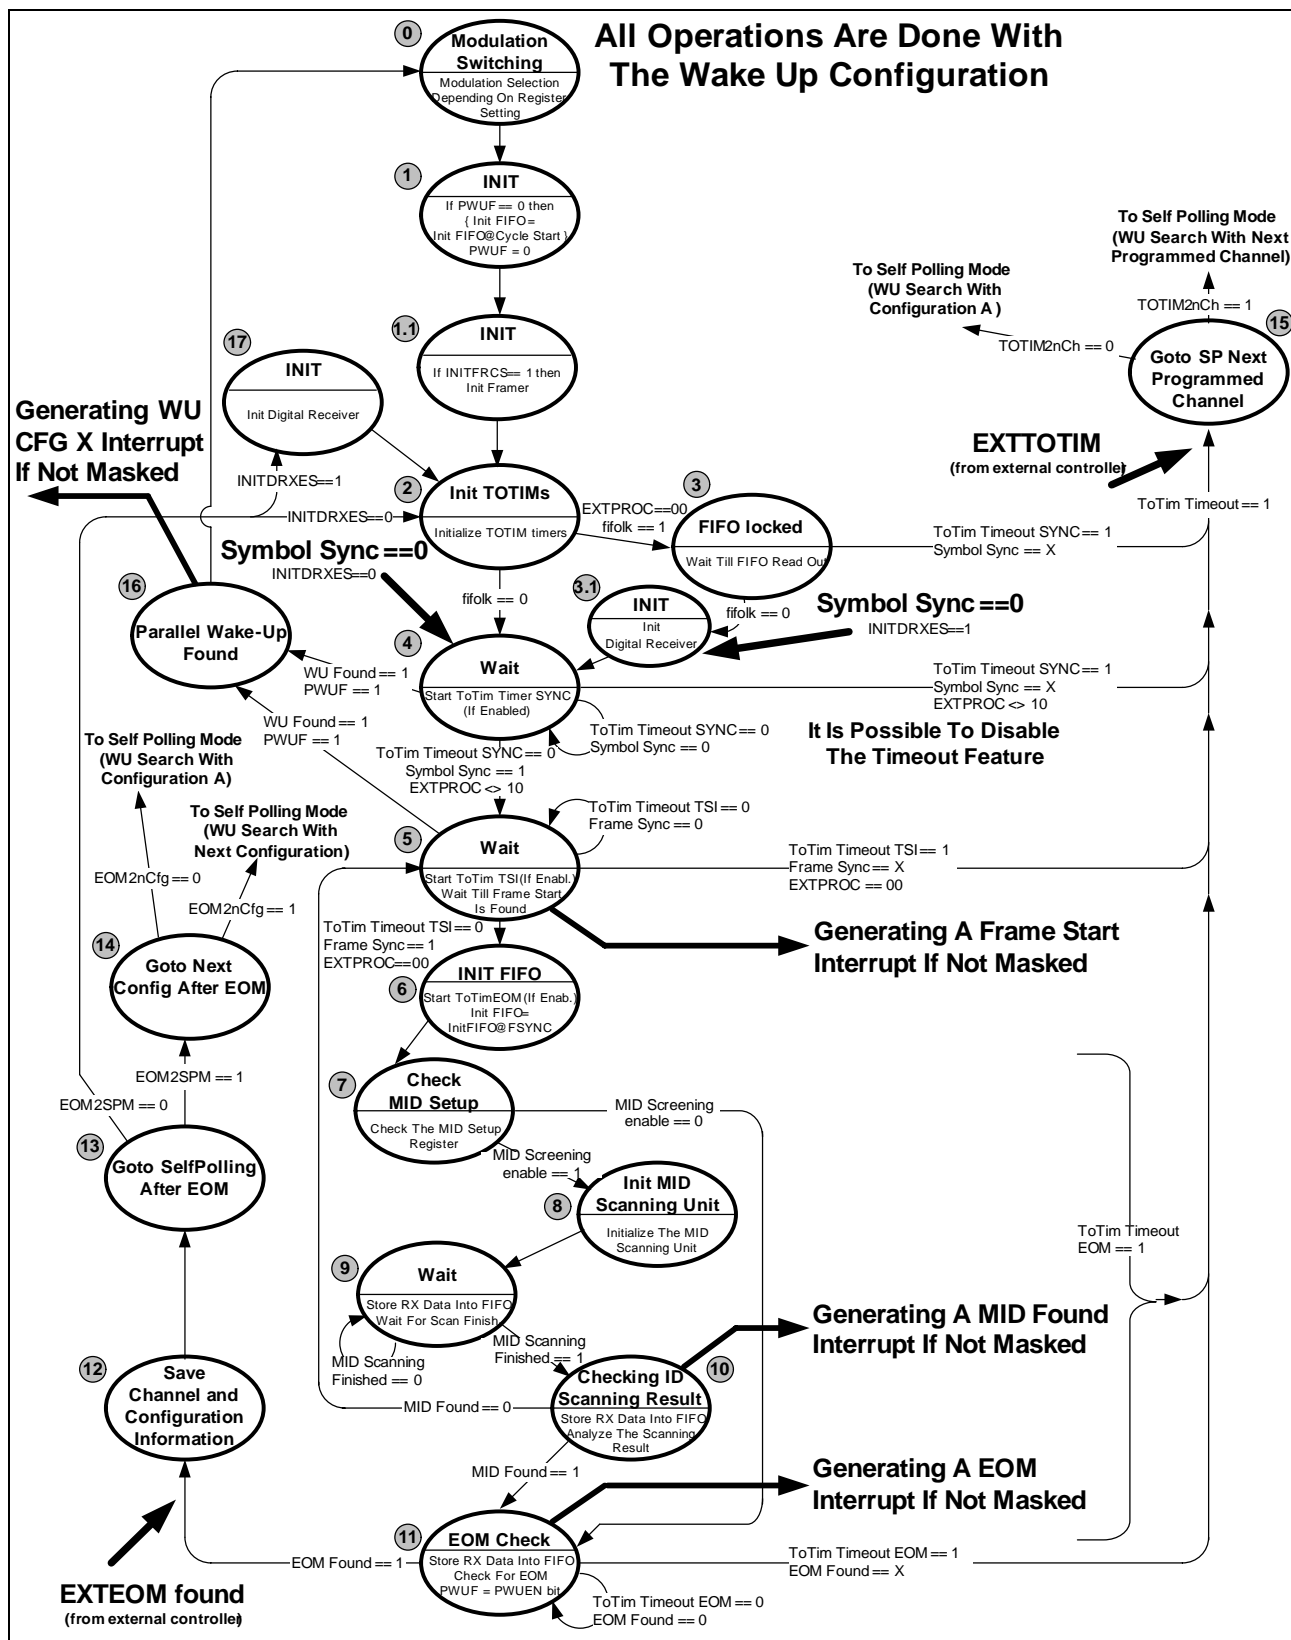 All Operations Are Done With
The Wake Up Configuration
0
Modulation
Switching
Modulation Selection
Depending On Register
Setting
1
INIT
If PWUF == 0 then
{ Init FIFO =
Init FIFO@Cycle Start }
PWUF = 0
To Self Polling Mode
(WU Search With Next
Programmed Channel)
To Self Polling Mode
(WU Search With
Configuration A )
TOTIM2nCh == 1
TOTIM2nCh == 0
15
Goto SP Next
Programmed
Channel
1.1
INIT
If INITFRCS == 1 then
Init Framer
17
INIT
Init Digital Receiver
Generating WU
CFG X Interrupt
If Not Masked
EXTTOTIM
(from external controller)
INITDRXES==1
INITDRXES==0
2
Init TOTIMs
Initialize TOTIM timers
EXTPROC==00
fifolk == 1
3
FIFO locked
Wait Till FIFO Read Out
ToTim Timeout == 1
ToTim Timeout SYNC == 1
Symbol Sync == X
Symbol Sync ==0
INITDRXES==0
fifolk == 0
3.1
INIT
Init
Digital Receiver
fifolk == 0
Symbol Sync ==0
INITDRXES==1
16
Parallel Wake-Up
Found
4
Wait
Start ToTim Timer SYNC
(If Enabled)
WU Found == 1
PWUF == 1
WU Found == 1
PWUF == 1
ToTim Timeout SYNC == 1
Symbol Sync == X
EXTPROC <> 10
ToTim Timeout SYNC == 0
Symbol Sync == 0
It Is Possible To Disable
The Timeout Feature
To Self Polling Mode
(WU Search With
Configuration A)
ToTim Timeout SYNC == 0
Symbol Sync == 1
EXTPROC <> 10
To Self Polling Mode
(WU Search With
Next Configuration)
5
Wait
Start ToTim TSI(If Enabl.)
Wait Till Frame Start
Is Found
ToTim Timeout TSI == 0
Frame Sync == 0
ToTim Timeout TSI == 1
Frame Sync == X
EXTPROC == 00
EOM2nCfg == 0
EOM2nCfg == 1
Generating A Frame Start
Interrupt If Not Masked
ToTim Timeout TSI == 0
Frame Sync == 1
EXTPROC==00
14
Goto Next
Config After EOM
6
INIT FIFO
Start ToTimEOM (If Enab.)
Init FIFO=
InitFIFO@FSYNC
EOM2SPM == 1
EOM2SPM == 0
7
Check
MID Setup
Check The MID Setup
Register
MID Screening
enable == 0
MID Screening
enable == 1
13
Goto SelfPolling
After EOM
8
Init MID
Scanning Unit
Initialize The MID
Scanning Unit
ToTim Timeout
EOM == 1
9
Wait
Store RX Data Into FIFO
Wait For Scan Finish
MID Scanning
Finished == 0
MID Scanning
Finished == 1
Generating A MID Found
Interrupt If Not Masked
12
Save
Channel and
Configuration
Information
10
Checking ID
Scanning Result
Store RX Data Into FIFO
Analyze The Scanning
Result
MID Found == 0
MID Found == 1
Generating A EOM
Interrupt If Not Masked
11
EOM Check
Store RX Data Into FIFO
Check For EOM
PWUF = PWUEN bit
EOM Found == 1
ToTim Timeout EOM == 1
EOM Found == X
ToTim Timeout EOM == 0
EOM Found == 0
EXTEOM found
(from external controller)